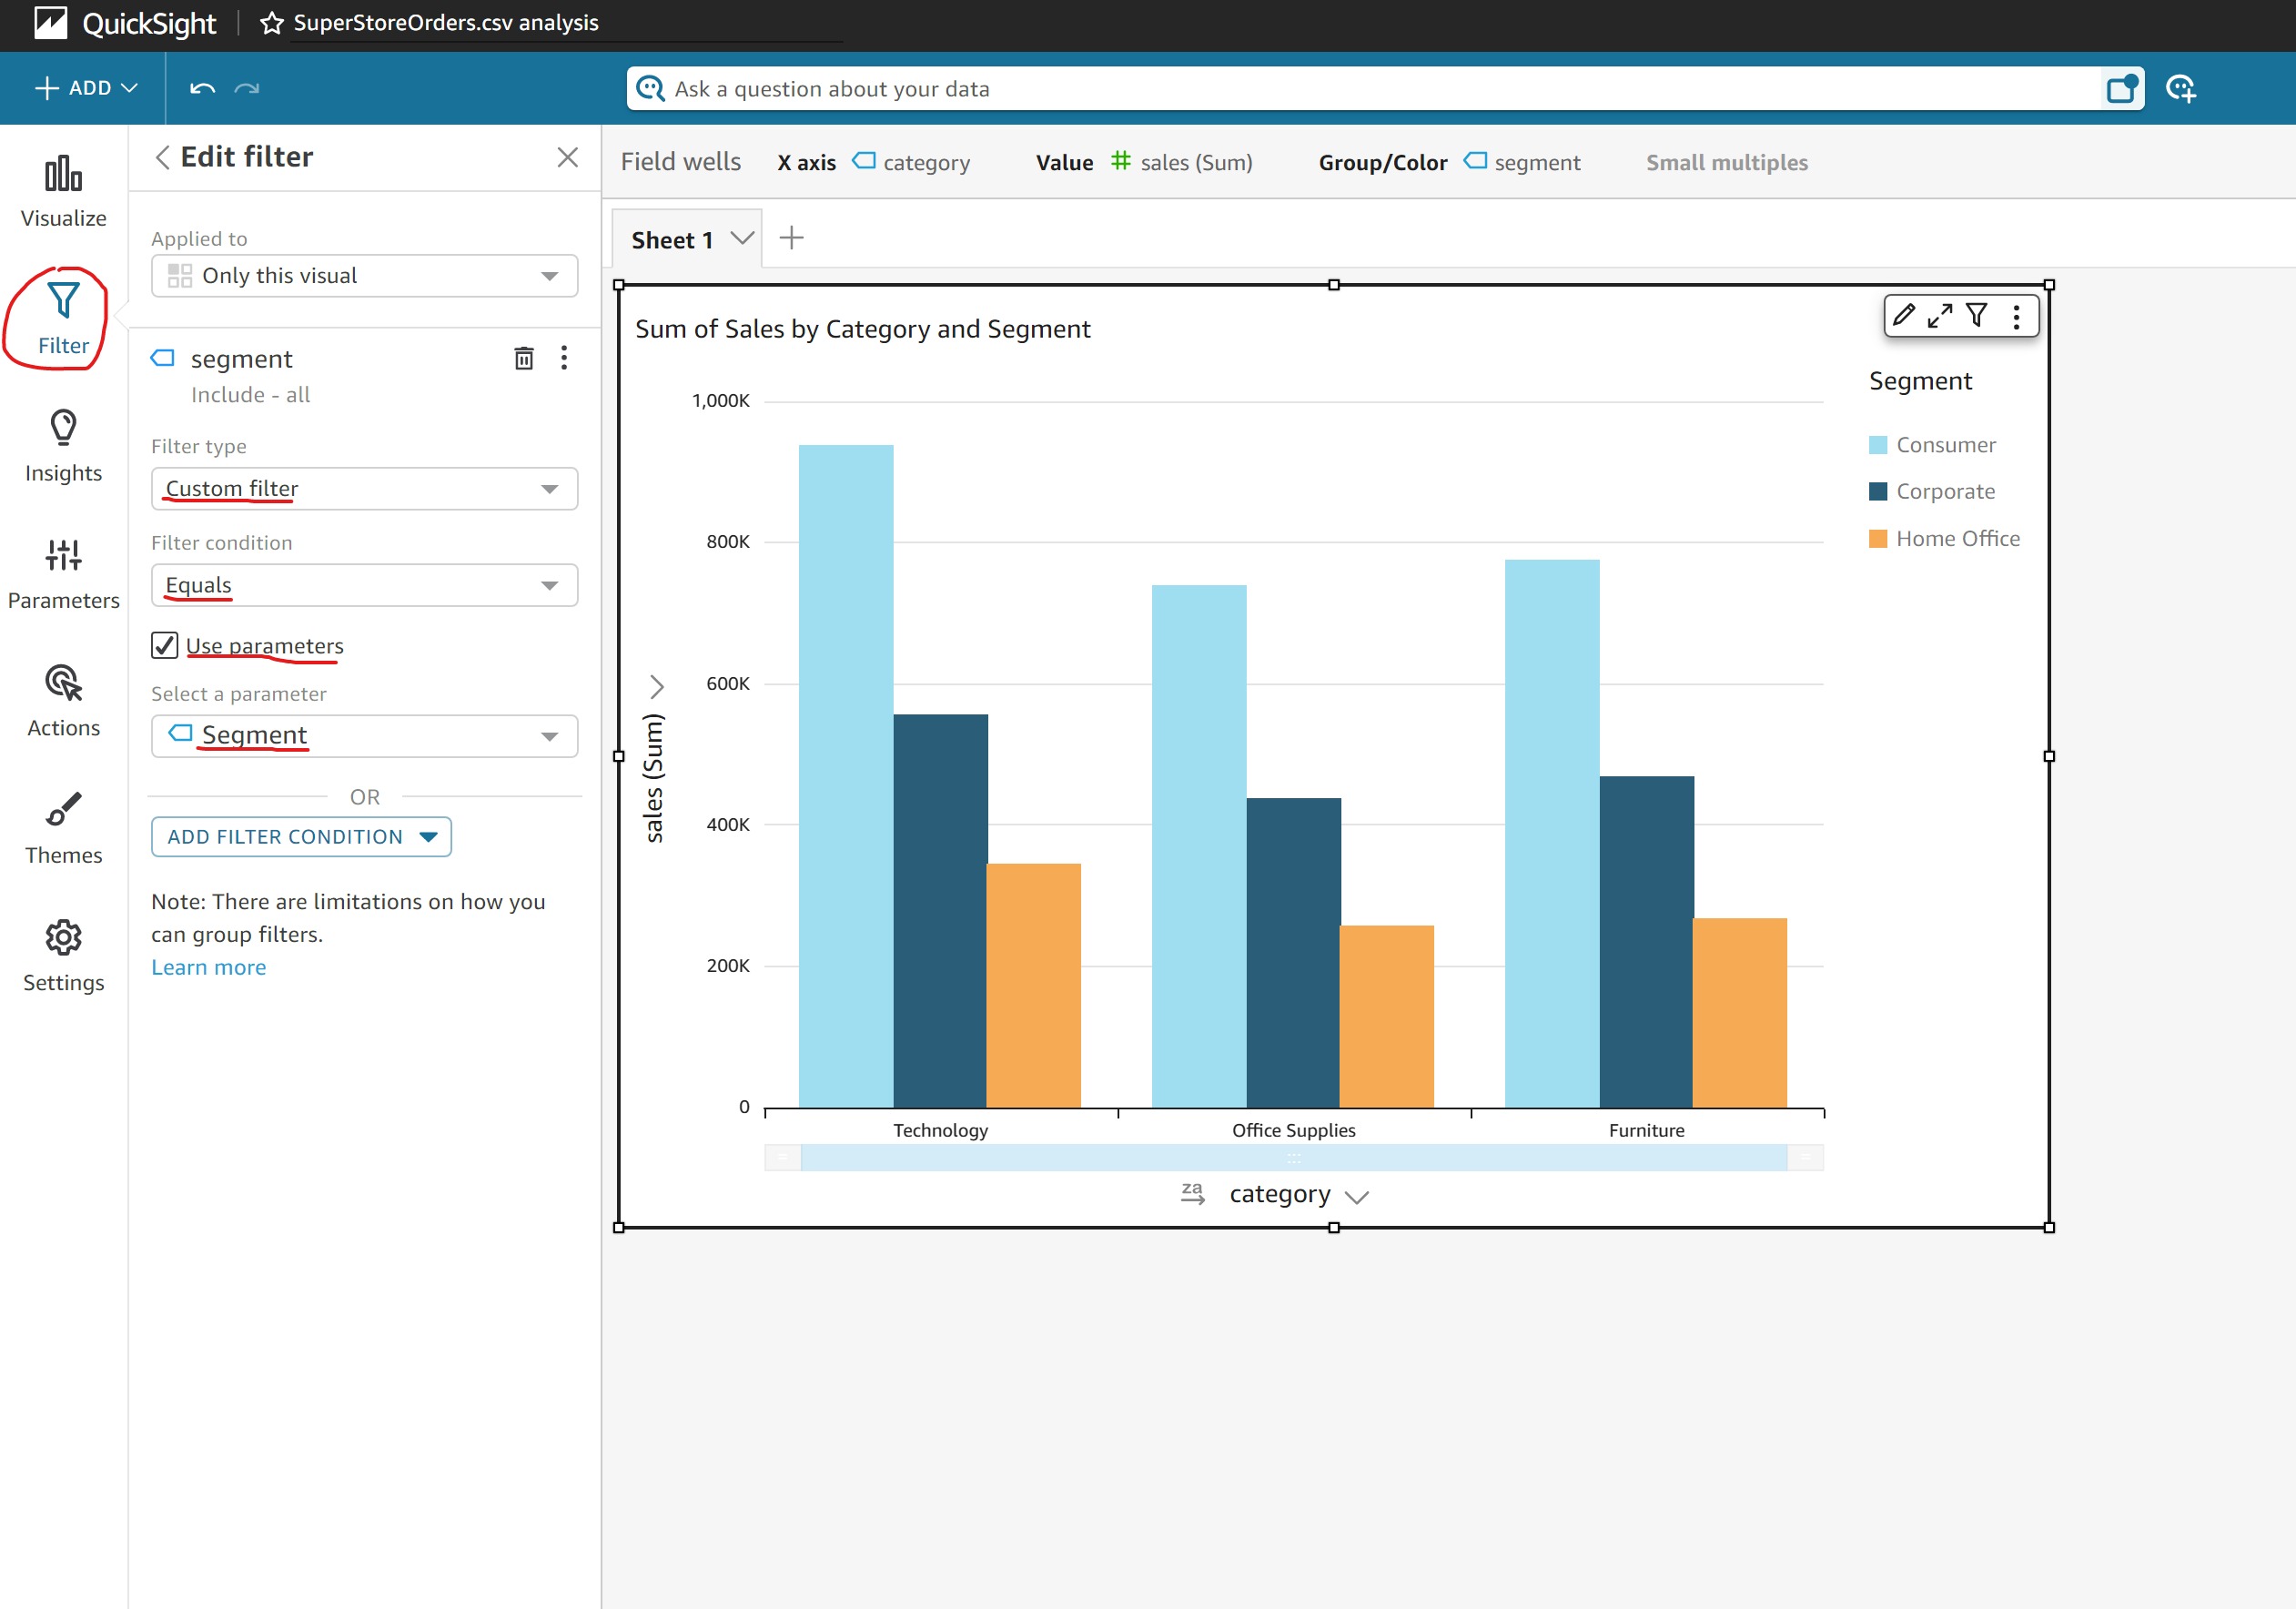 QuickSight
SuperStoreOrders.csv analysis
ADD
Ask a question about your data
Visualize
Filter
Insights
Parameters
Actions
Themes
Settings
Edit filter
Applied to
Only this visual
segment
Include - all
Filter type
Custom filter
Filter condition
Equals
Use parameters
Select a parameter
Segment
OR
ADD FILTER CONDITION
Note: There are limitations on how you
can group filters.
Learn more
Field wells X axis category Value sales (Sum) Group/Color segment Small multiples
Sheet 1
Sum of Sales by Category and Segment
Segment
Consumer
Corporate
Home Office
sales (Sum)
1,000K
800K
600K
400K
200K
0
Technology Office Supplies Furniture
za category